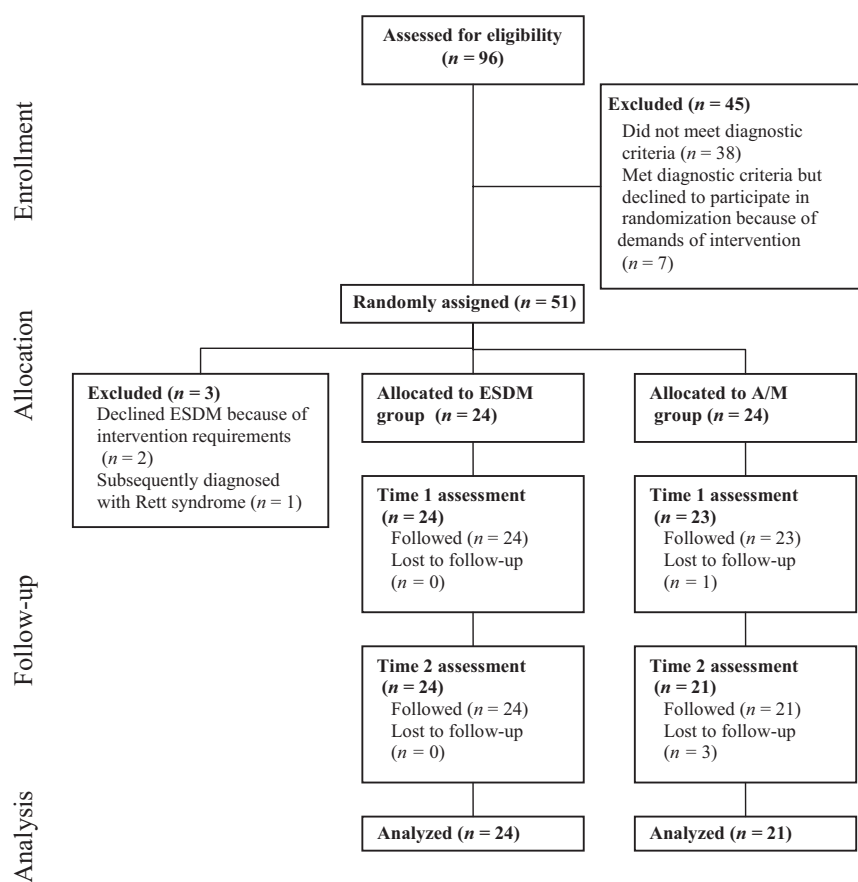 Enrollment
Assessed for eligibility
(n = 96)
Excluded (n = 45)
Did not meet diagnostic
criteria (n = 38)
Met diagnostic criteria but
declined to participate in
randomization because of
demands of intervention
(n = 7)
Randomly assigned (n = 51)
Allocation
Excluded (n = 3)
Declined ESDM because of
intervention requirements
(n = 2)
Subsequently diagnosed
with Rett syndrome (n = 1)
Allocated to ESDM
group (n = 24)
Allocated to A/M
group (n = 24)
Follow-up
Time 1 assessment
(n = 24)
Followed (n = 24)
Lost to follow-up
(n = 0)
Time 1 assessment
(n = 23)
Followed (n = 23)
Lost to follow-up
(n = 1)
Time 2 assessment
(n = 24)
Followed (n = 24)
Lost to follow-up
(n = 0)
Time 2 assessment
(n = 21)
Followed (n = 21)
Lost to follow-up
(n = 3)
Analysis
Analyzed (n = 24)
Analyzed (n = 21)